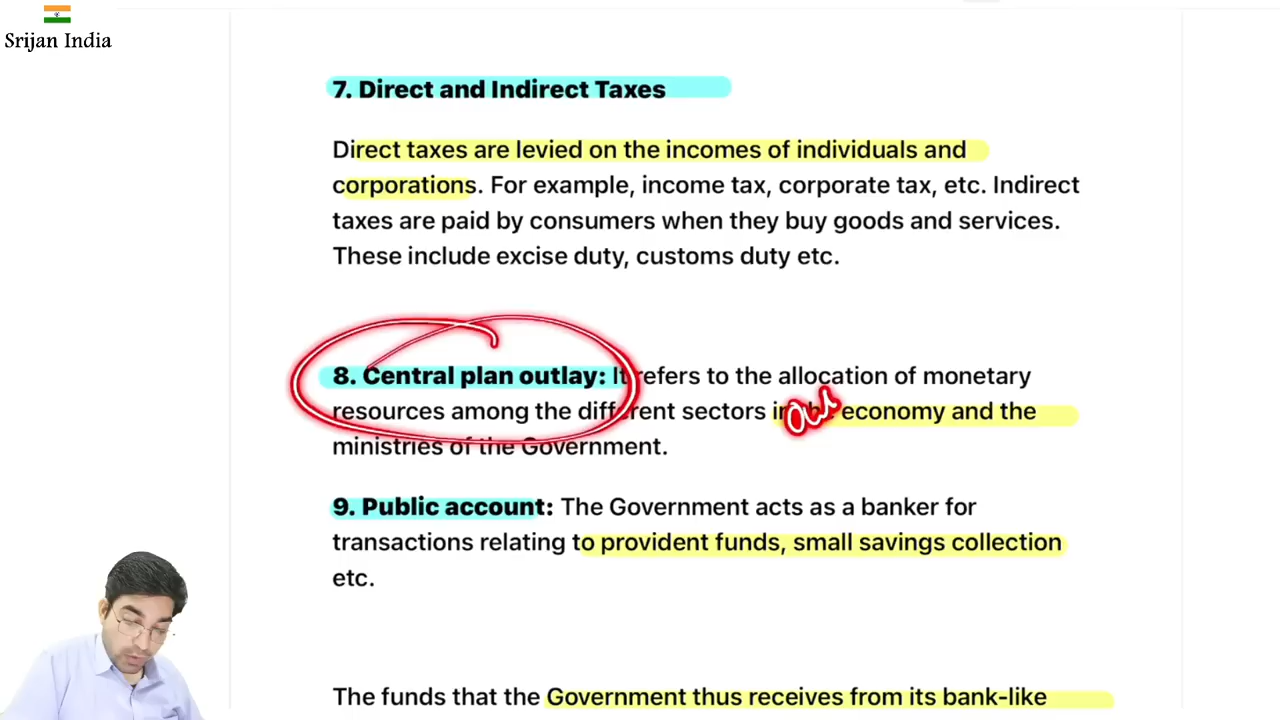 Srijan India
7. Direct and Indirect Taxes
Direct taxes are levied on the incomes of individuals and
corporations. For example, income tax, corporate tax, etc. Indirect
taxes are paid by consumers when they buy goods and services.
These include excise duty, customs duty etc.
8. Central plan outlay: It refers to the allocation of monetary
resources among the different sectors in the economy and the
ministries of the Government.
9. Public account: The Government acts as a banker for
transactions relating to provident funds, small savings collection
etc.
The funds that the Government thus receives from its bank-like